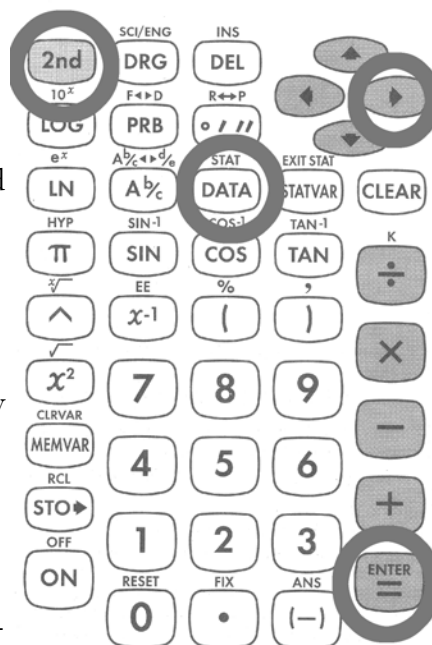 SCI/ENG INS
2nd DRG DEL
10ˣ F◄►D R↔P
LOG PRB ° ′ ″
eˣ Aᵇ/c◄►ᵈ/e STAT EXIT STAT
LN Aᵇ/c DATA STATVAR CLEAR
HYP SIN-1 COS-1 TAN-1 K
π SIN COS TAN ÷
ˣ√ EE % ,
^ x-1 ( ) ×
√
x² 7 8 9 −
CLRVAR
MEMVAR 4 5 6
RCL
STO► 1 2 3 +
OFF
ON ENTER
=
RESET FIX ANS
0 • (−)